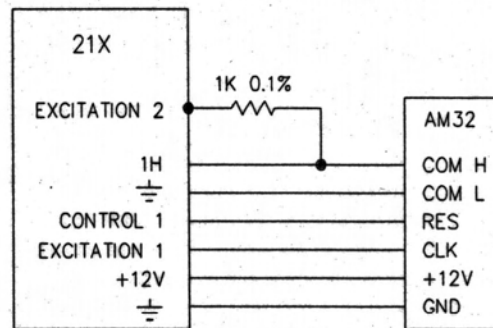 21X
1K 0.1%
EXCITATION 2
AM32
1H
COM H
COM L
CONTROL 1
RES
EXCITATION 1
CLK
+12V
+12V
GND